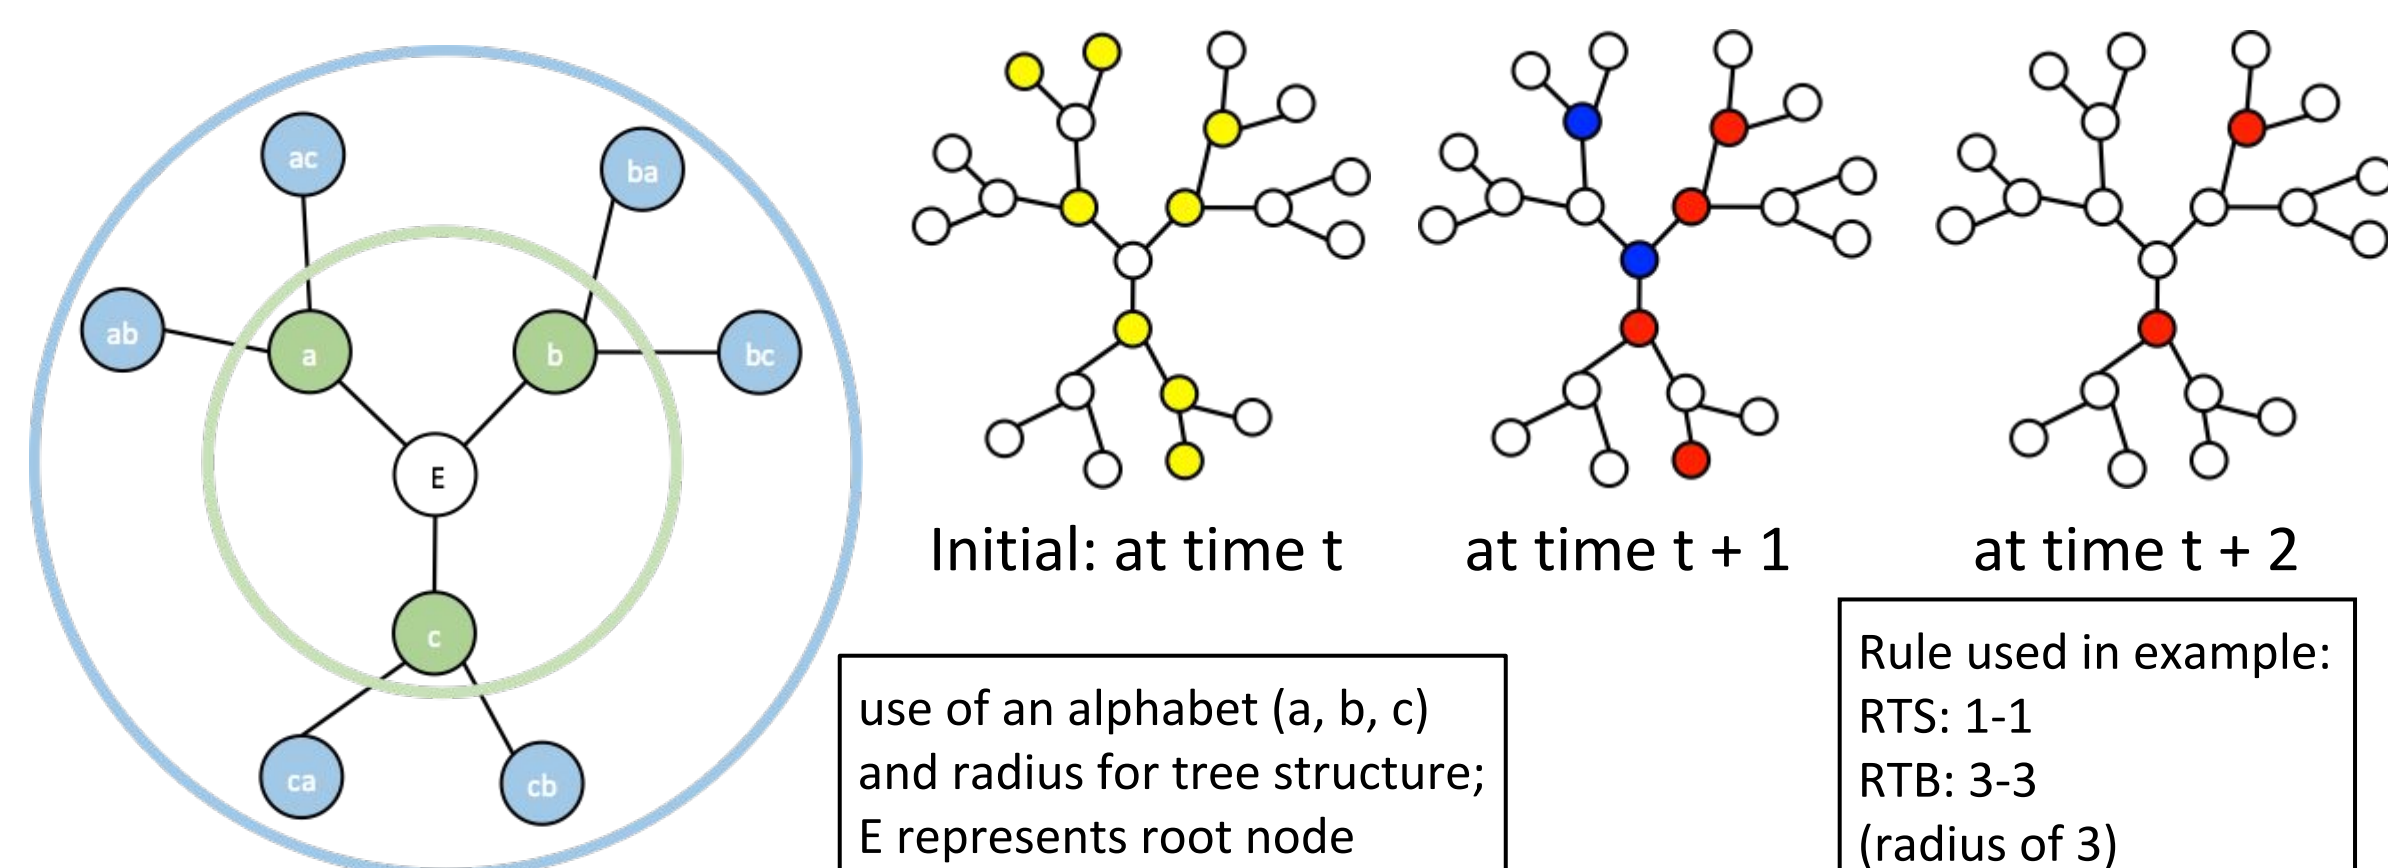 ac
ba
ab
a
b
bc
E
c
ca
cb
Initial: at time t
at time t + 1
at time t + 2
use of an alphabet (a, b, c)
and radius for tree structure;
E represents root node
Rule used in example:
RTS: 1-1
RTB: 3-3
(radius of 3)